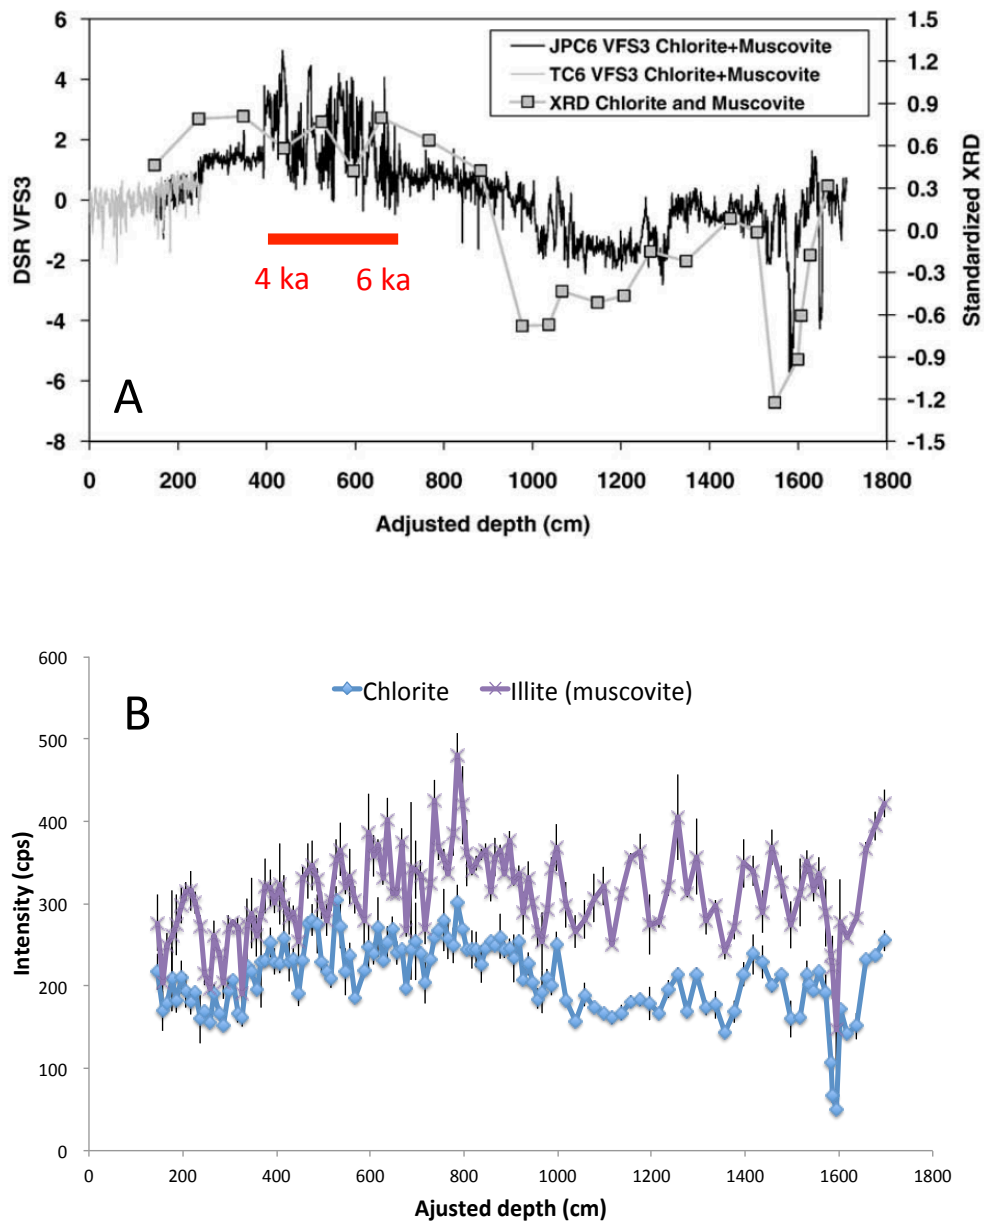 6
4
2
0
-2
-4
-6
-8
DSR VFS3
1.5
1.2
0.9
0.6
0.3
0.0
-0.3
-0.6
-0.9
-1.2
-1.5
Standardized XRD
JPC6 VFS3 Chlorite+Muscovite
TC6 VFS3 Chlorite+Muscovite
XRD Chlorite and Muscovite
4 ka 6 ka
A
0 200 400 600 800 1000 1200 1400 1600 1800
Adjusted depth (cm)
600
500
400
300
200
100
0
Intensity (cps)
B
Chlorite Illite (muscovite)
0 200 400 600 800 1000 1200 1400 1600 1800
Ajusted depth (cm)